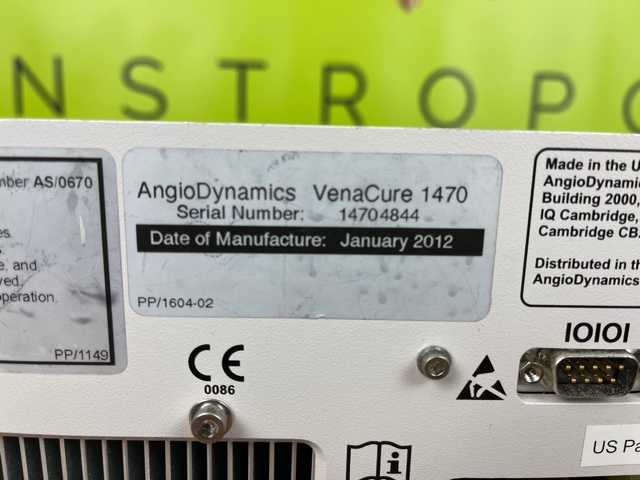 NSTROPO
mber AS/0670
es.
e, and
ved
operation.
PP/1149
AngioDynamics VenaCure 1470
Serial Number: 14704844
Date of Manufacture: January 2012
PP/1604-02
CE
0086
Made in the U
AngioDynamic
Building 2000,
IQ Cambridge,
Cambridge CB2
Distributed in th
AngioDynamics
IOIOI
i
US Pa